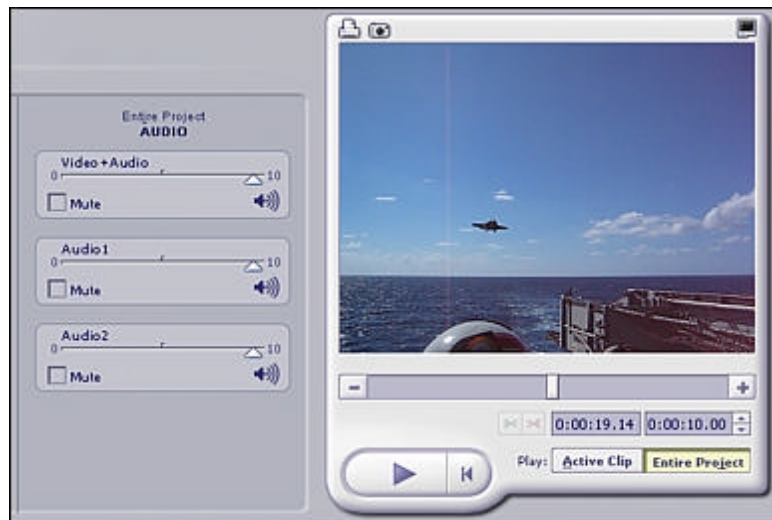 Entire Project
AUDIO
Video+Audio
0 10
Mute
Audio1
0 10
Mute
Audio2
0 10
Mute
0:00:19.14 0:00:10.00
Play: Active Clip Entire Project